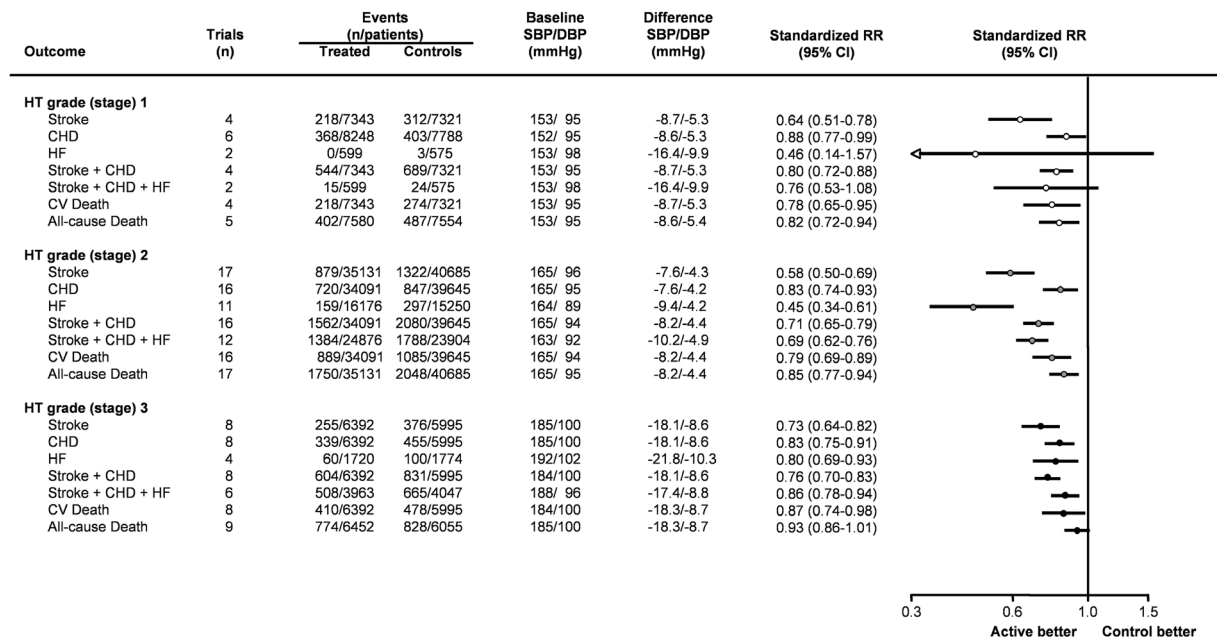 Outcome Trials (n) Events (n/patients) Treated Controls Baseline SBP/DBP (mmHg) Difference SBP/DBP (mmHg) Standardized RR (95% CI) Standardized RR (95% CI)
HT grade (stage) 1
Stroke 4 218/7343 312/7321 153/ 95 -8.7/-5.3 0.64 (0.51-0.78)
CHD 6 368/8248 403/7788 152/ 95 -8.6/-5.3 0.88 (0.77-0.99)
HF 2 0/599 3/575 153/ 98 -16.4/-9.9 0.46 (0.14-1.57)
Stroke + CHD 4 544/7343 689/7321 153/ 95 -8.7/-5.3 0.80 (0.72-0.88)
Stroke + CHD + HF 2 15/599 24/575 153/ 98 -16.4/-9.9 0.76 (0.53-1.08)
CV Death 4 218/7343 274/7321 153/ 95 -8.7/-5.3 0.78 (0.65-0.95)
All-cause Death 5 402/7580 487/7554 153/ 95 -8.6/-5.4 0.82 (0.72-0.94)
HT grade (stage) 2
Stroke 17 879/35131 1322/40685 165/ 96 -7.6/-4.3 0.58 (0.50-0.69)
CHD 16 720/34091 847/39645 165/ 95 -7.6/-4.2 0.83 (0.74-0.93)
HF 11 159/16176 297/15250 164/ 89 -9.4/-4.2 0.45 (0.34-0.61)
Stroke + CHD 16 1562/34091 2080/39645 165/ 94 -8.2/-4.4 0.71 (0.65-0.79)
Stroke + CHD + HF 12 1384/24876 1788/23904 163/ 92 -10.2/-4.9 0.69 (0.62-0.76)
CV Death 16 889/34091 1085/39645 165/ 94 -8.2/-4.4 0.79 (0.69-0.89)
All-cause Death 17 1750/35131 2048/40685 165/ 95 -8.2/-4.4 0.85 (0.77-0.94)
HT grade (stage) 3
Stroke 8 255/6392 376/5995 185/100 -18.1/-8.6 0.73 (0.64-0.82)
CHD 8 339/6392 455/5995 185/100 -18.1/-8.6 0.83 (0.75-0.91)
HF 4 60/1720 100/1774 192/102 -21.8/-10.3 0.80 (0.69-0.93)
Stroke + CHD 8 604/6392 831/5995 184/100 -18.1/-8.6 0.76 (0.70-0.83)
Stroke + CHD + HF 6 508/3963 665/4047 188/ 96 -17.4/-8.8 0.86 (0.78-0.94)
CV Death 8 410/6392 478/5995 184/100 -18.3/-8.7 0.87 (0.74-0.98)
All-cause Death 9 774/6452 828/6055 185/100 -18.3/-8.7 0.93 (0.86-1.01)
0.3 0.6 1.0 1.5
Active better Control better